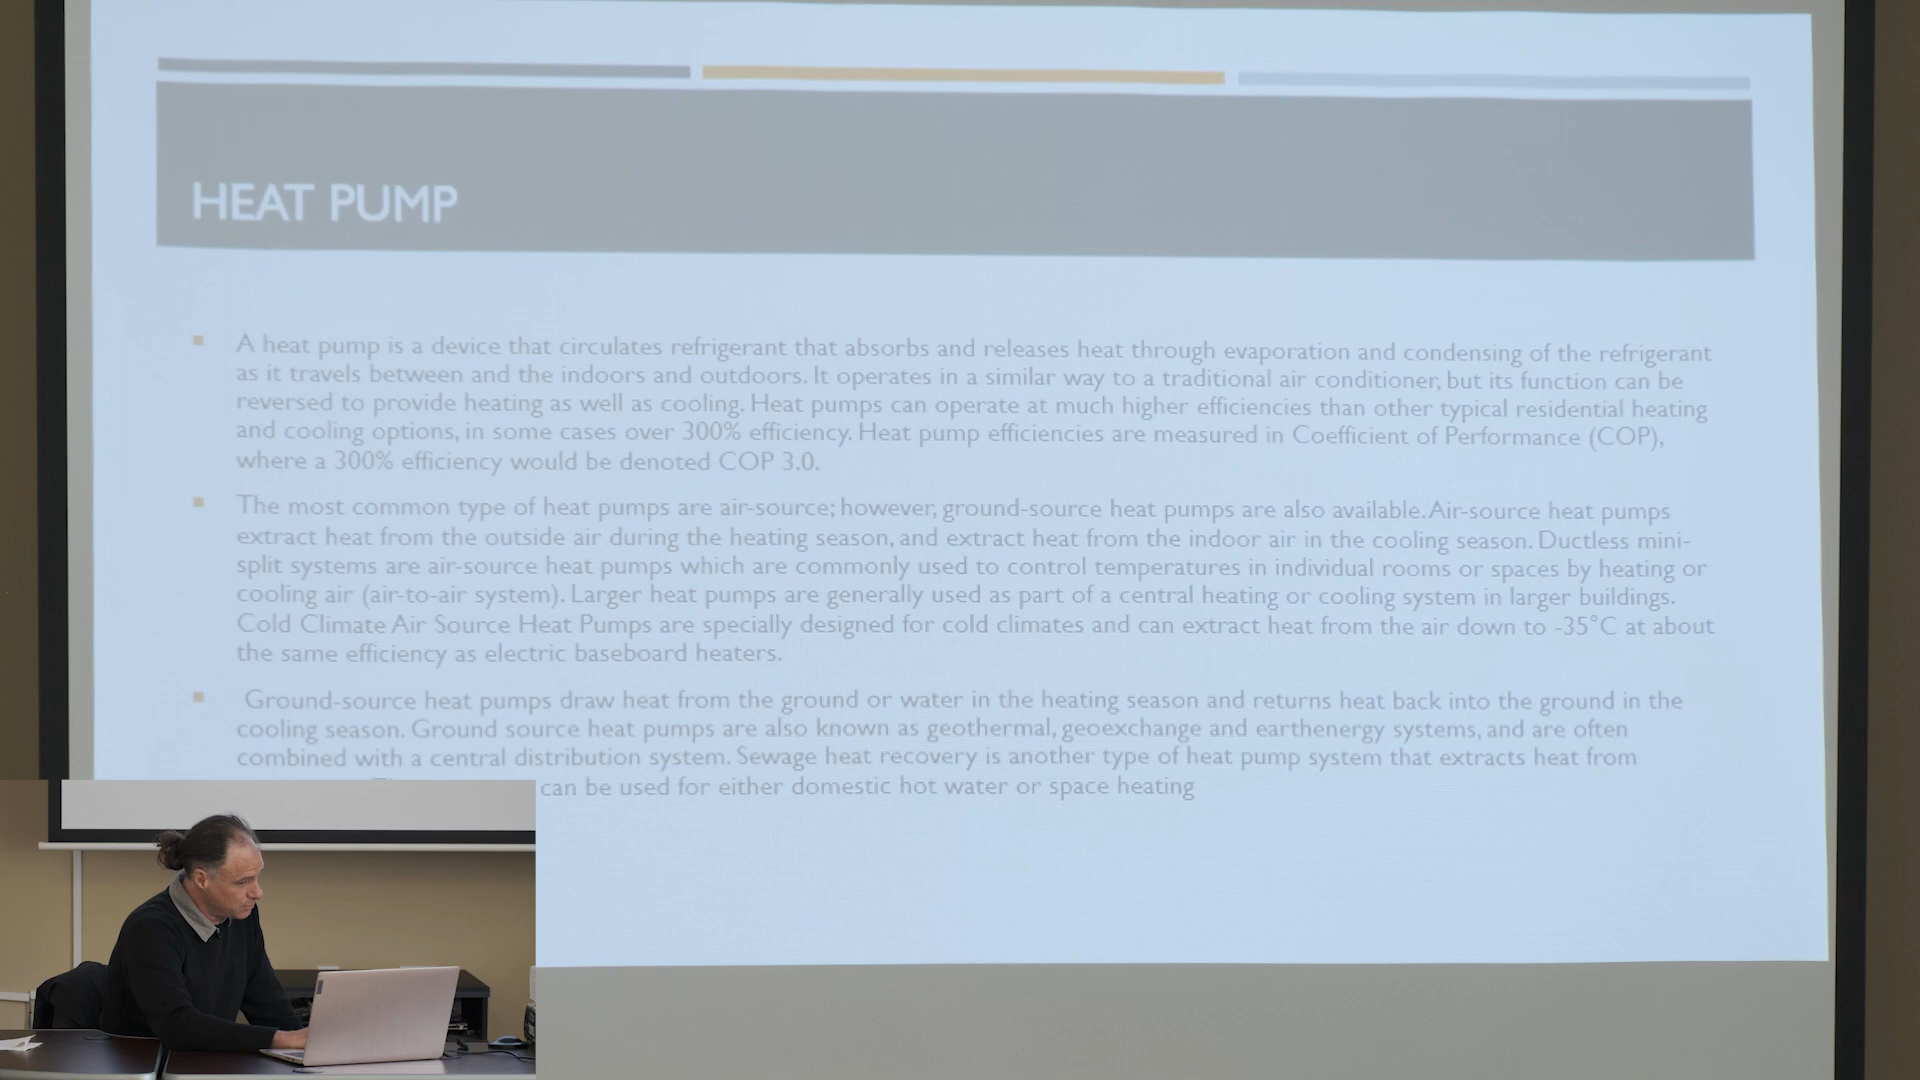 HEAT PUMP
A heat pump is a device that circulates refrigerant that absorbs and releases heat through evaporation and condensing of the refrigerant
as it travels between and the indoors and outdoors. It operates in a similar way to a traditional air conditioner, but its function can be
reversed to provide heating as well as cooling. Heat pumps can operate at much higher efficiencies than other typical residential heating
and cooling options, in some cases over 300% efficiency. Heat pump efficiencies are measured in Coefficient of Performance (COP),
where a 300% efficiency would be denoted COP 3.0.
The most common type of heat pumps are air-source; however, ground-source heat pumps are also available. Air-source heat pumps
extract heat from the outside air during the heating season, and extract heat from the indoor air in the cooling season. Ductless mini-
split systems are air-source heat pumps which are commonly used to control temperatures in individual rooms or spaces by heating or
cooling air (air-to-air system). Larger heat pumps are generally used as part of a central heating or cooling system in larger buildings.
Cold Climate Air Source Heat Pumps are specially designed for cold climates and can extract heat from the air down to -35°C at about
the same efficiency as electric baseboard heaters.
Ground-source heat pumps draw heat from the ground or water in the heating season and returns heat back into the ground in the
cooling season. Ground source heat pumps are also known as geothermal, geoexchange and earthenergy systems, and are often
combined with a central distribution system. Sewage heat recovery is another type of heat pump system that extracts heat from
can be used for either domestic hot water or space heating